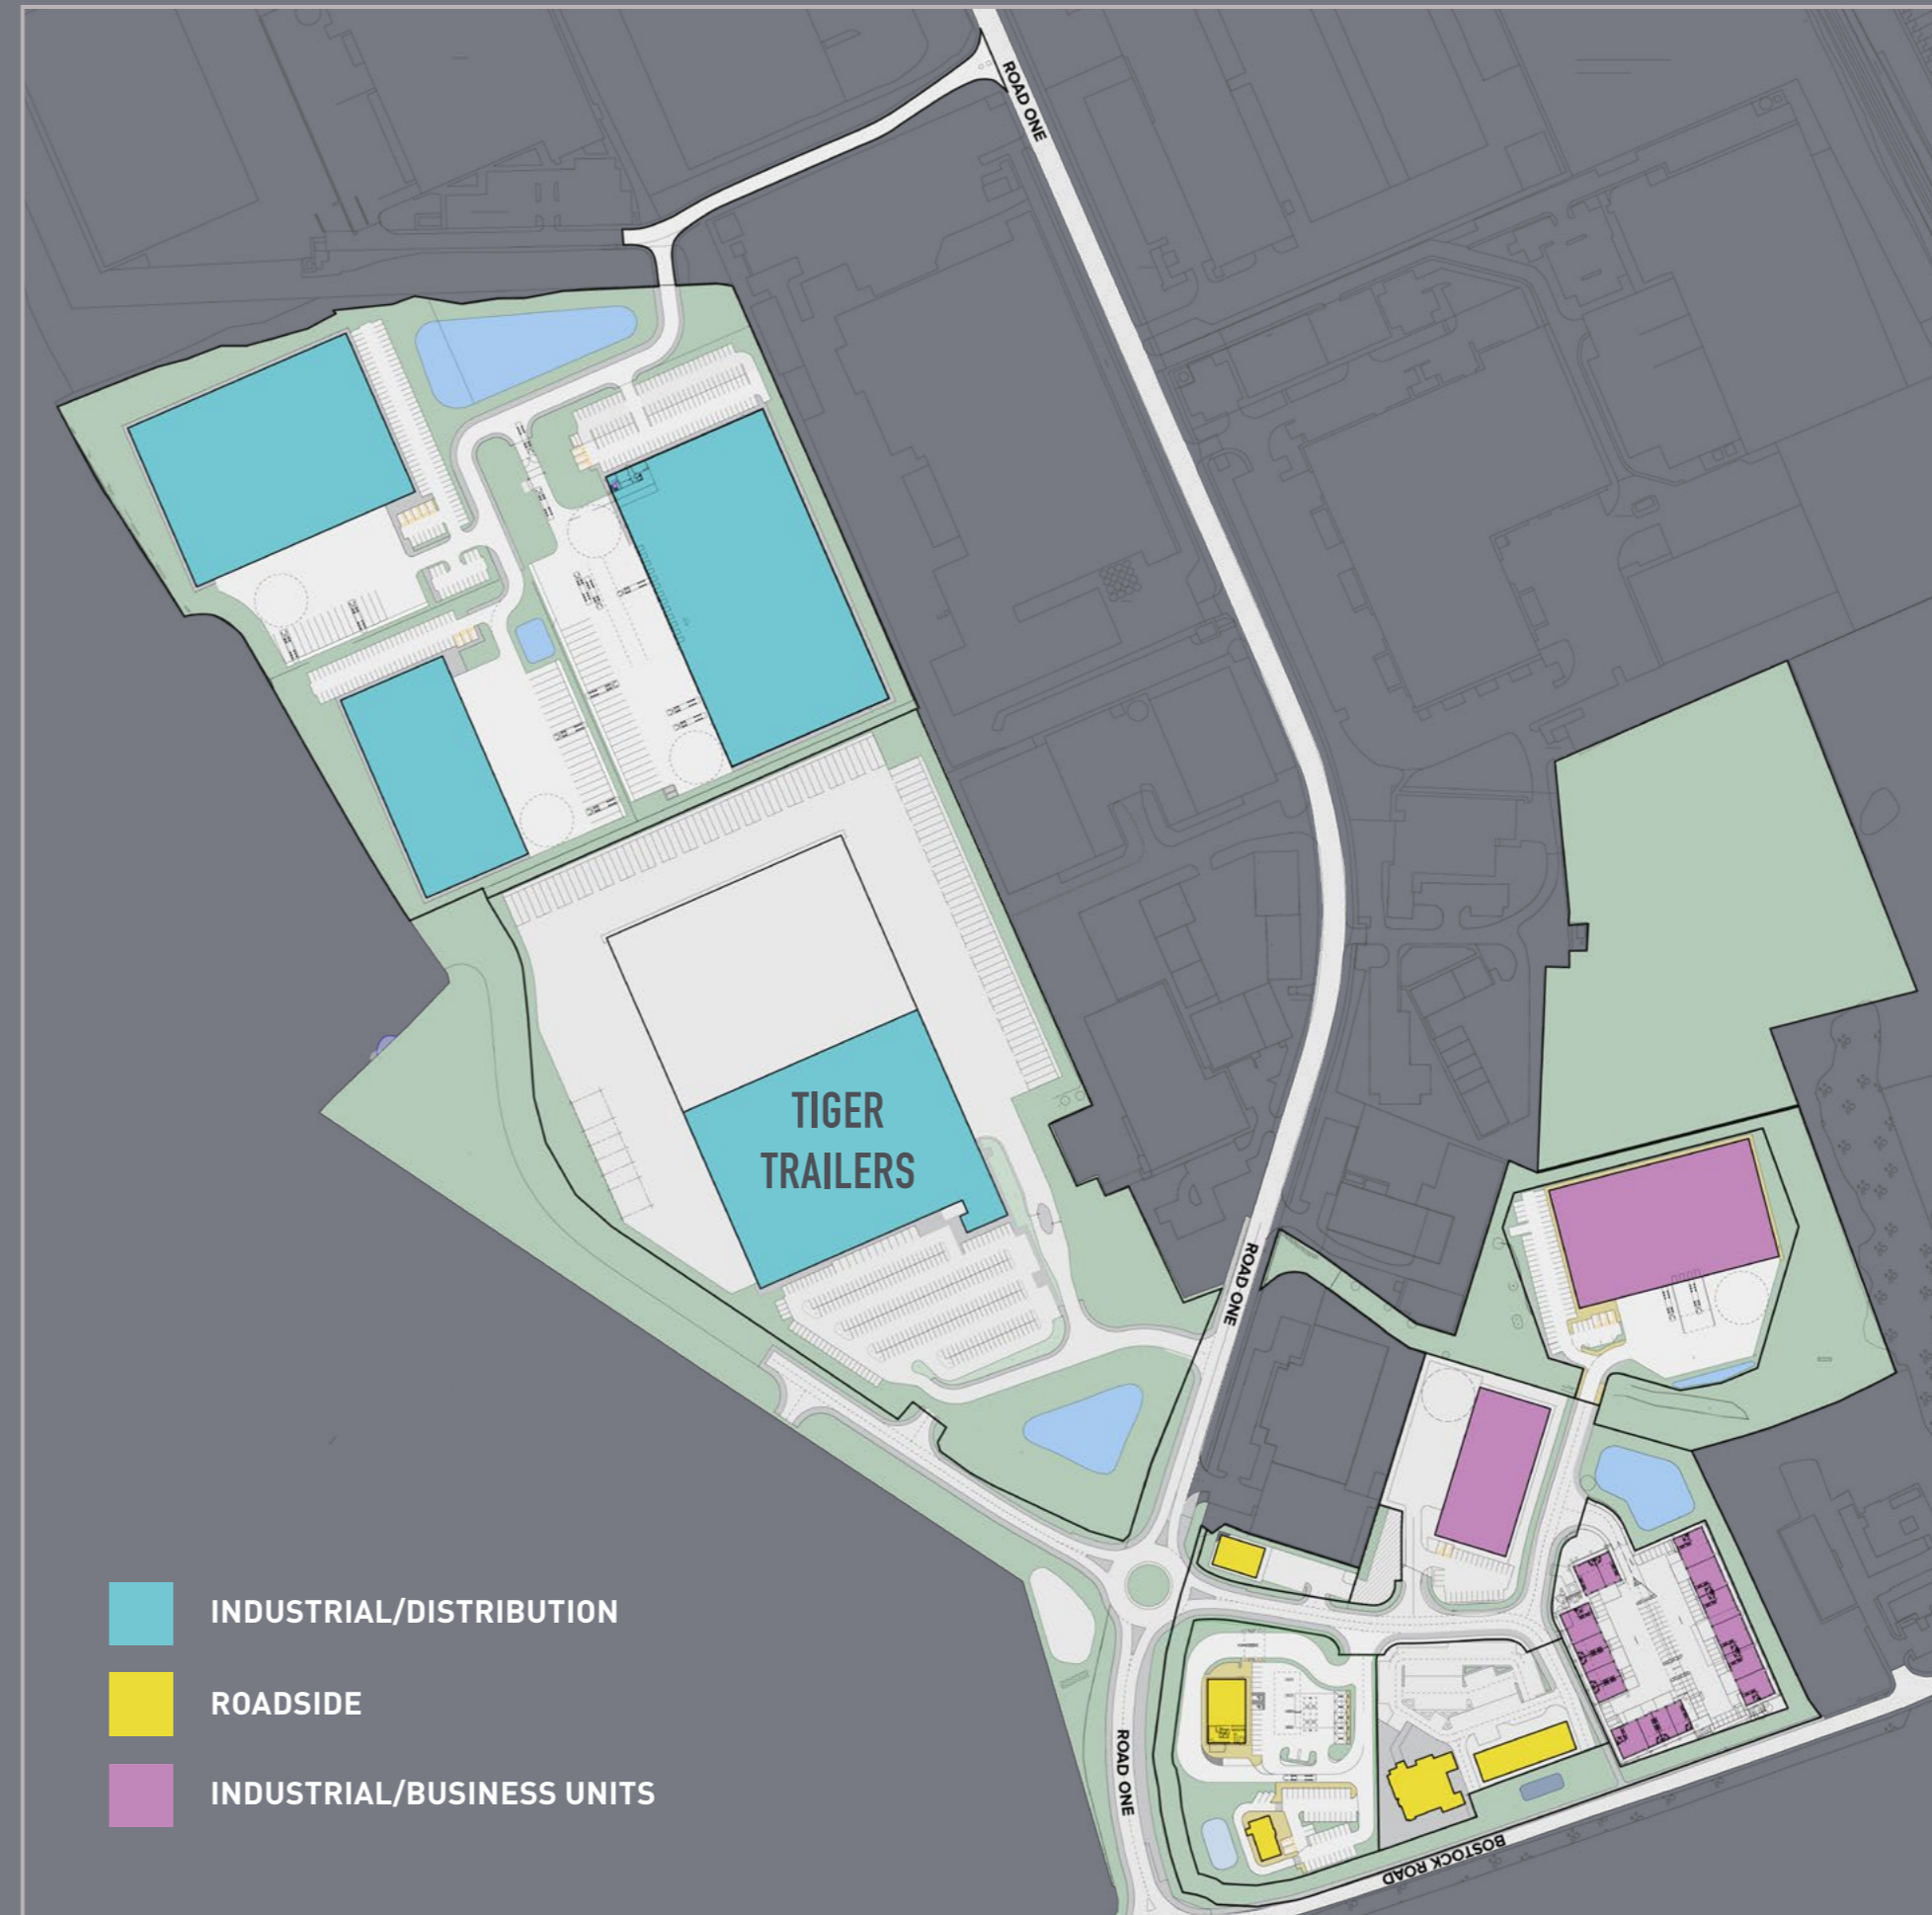 ROAD ONE
TIGER
TRAILERS
ROAD ONE
INDUSTRIAL/DISTRIBUTION
ROADSIDE
INDUSTRIAL/BUSINESS UNITS
ROAD ONE
BOSTOCK ROAD